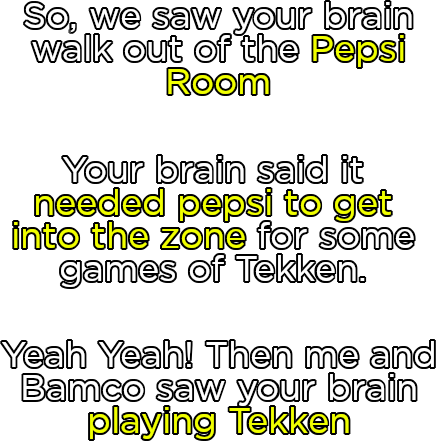 So, we saw your brain
walk out of the Pepsi
Room
Your brain said it
needed pepsi to get
into the zone for some
games of Tekken.
Yeah Yeah! Then me and
Bamco saw your brain
playing Tekken